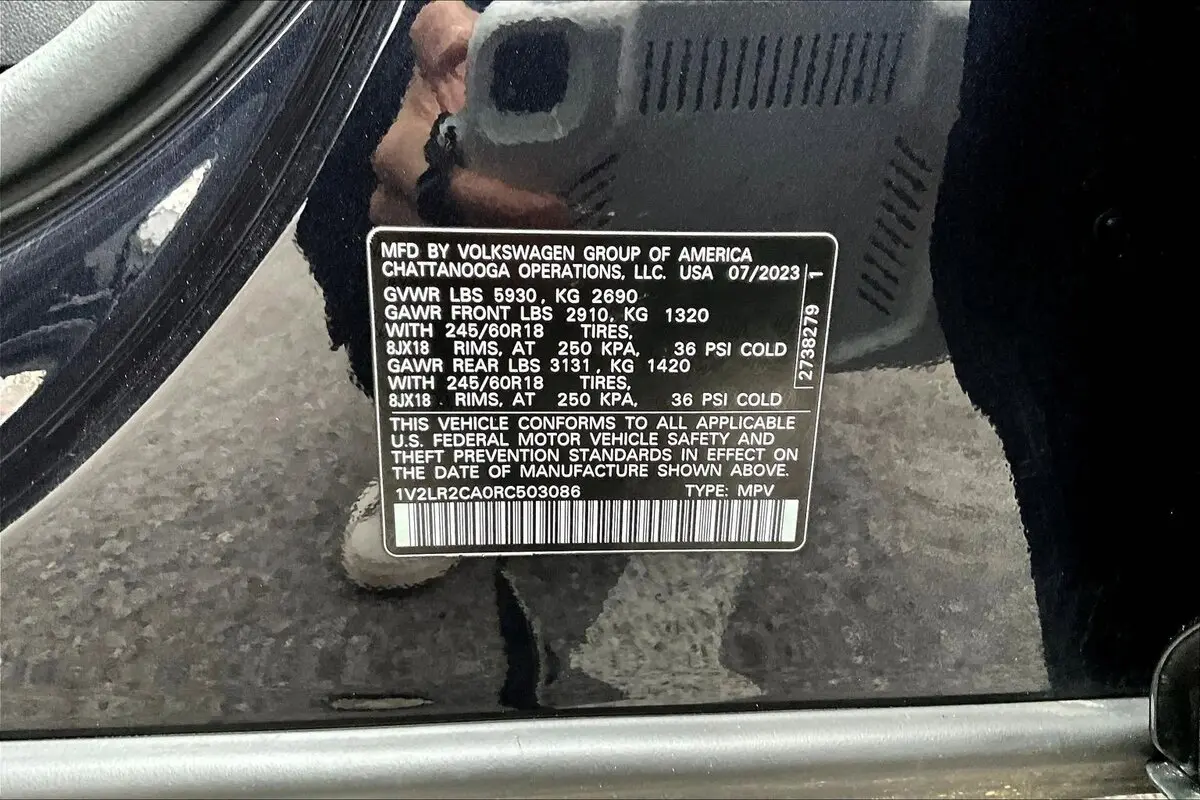 MFD BY VOLKSWAGEN GROUP OF AMERICA
CHATTANOOGA OPERATIONS, LLC. USA 07/2023
GVWR LBS 5930, KG 2690
GAWR FRONT LBS 2910, KG 1320
WITH 245/60R18 TIRES,
8JX18 RIMS, AT 250 KPA, 36 PSI COLD
GAWR REAR LBS 3131, KG 1420
WITH 245/60R18 TIRES,
8JX18 RIMS, AT 250 KPA, 36 PSI COLD
2738279 1
THIS VEHICLE CONFORMS TO ALL APPLICABLE
U.S. FEDERAL MOTOR VEHICLE SAFETY AND
THEFT PREVENTION STANDARDS IN EFFECT ON
THE DATE OF MANUFACTURE SHOWN ABOVE.
1V2LR2CA0RC503086 TYPE: MPV